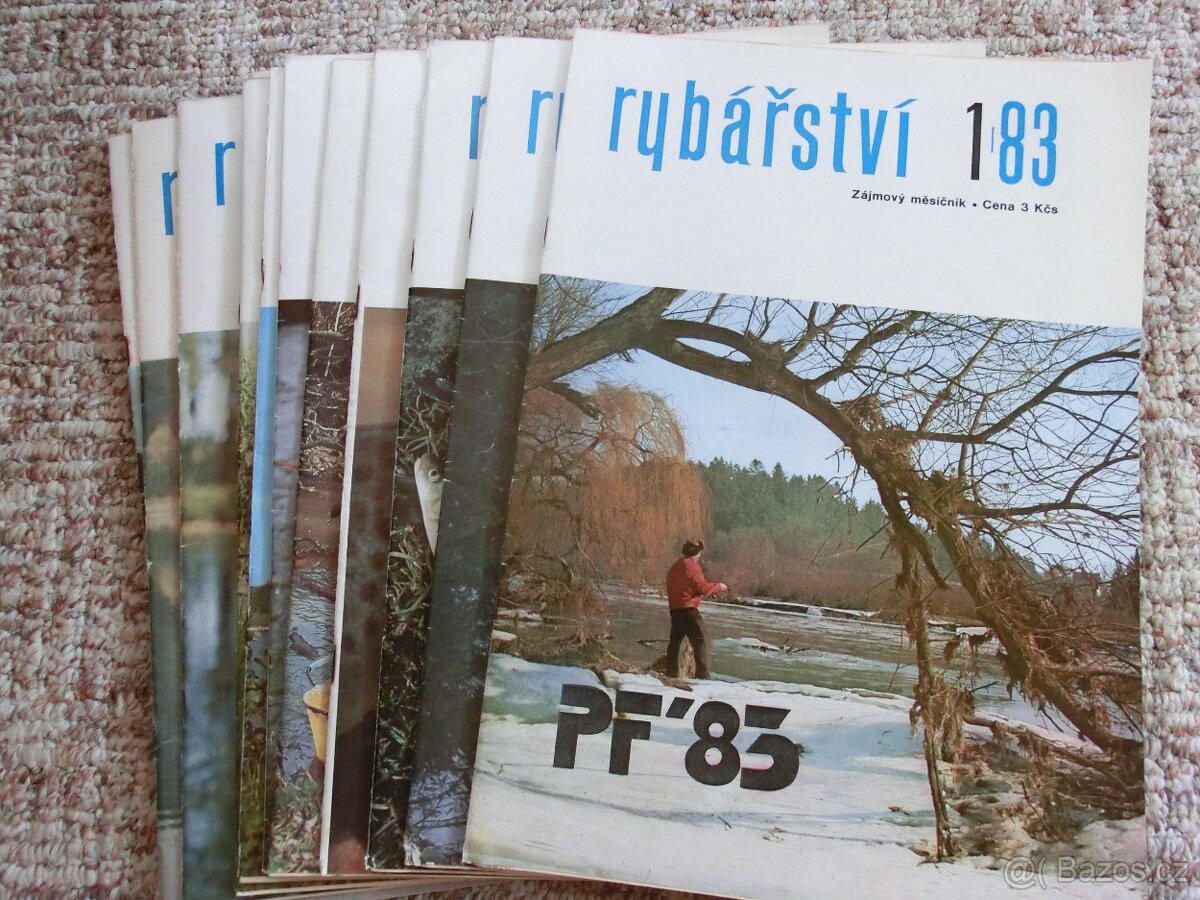 rybářství 1 83
Zájmový měsíčník • Cena 3 Kčs
PF'83
r
r
r
@( Bazos.cz